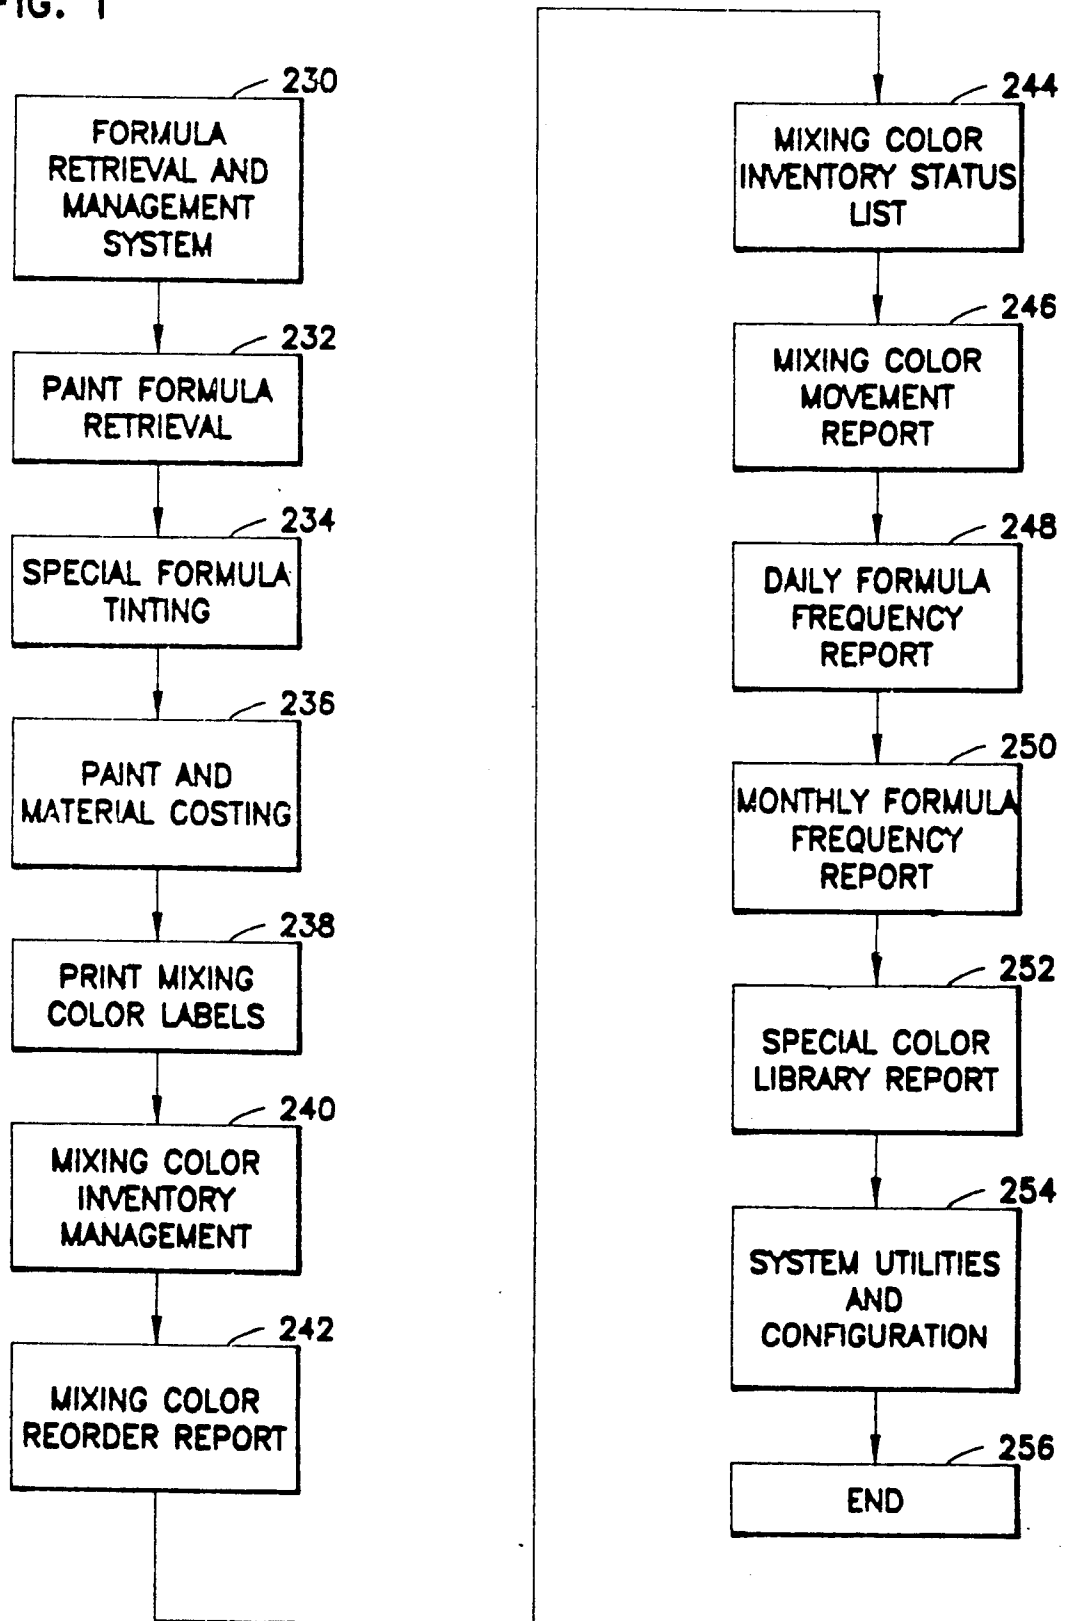 FIG. 1
230
FORMULA
RETRIEVAL AND
MANAGEMENT
SYSTEM
232
PAINT FORMULA
RETRIEVAL
234
SPECIAL FORMULA
TINTING
236
PAINT AND
MATERIAL COSTING
238
PRINT MIXING
COLOR LABELS
240
MIXING COLOR
INVENTORY
MANAGEMENT
242
MIXING COLOR
REORDER REPORT
244
MIXING COLOR
INVENTORY STATUS
LIST
246
MIXING COLOR
MOVEMENT
REPORT
248
DAILY FORMULA
FREQUENCY
REPORT
250
MONTHLY FORMULA
FREQUENCY
REPORT
252
SPECIAL COLOR
LIBRARY REPORT
254
SYSTEM UTILITIES
AND
CONFIGURATION
256
END